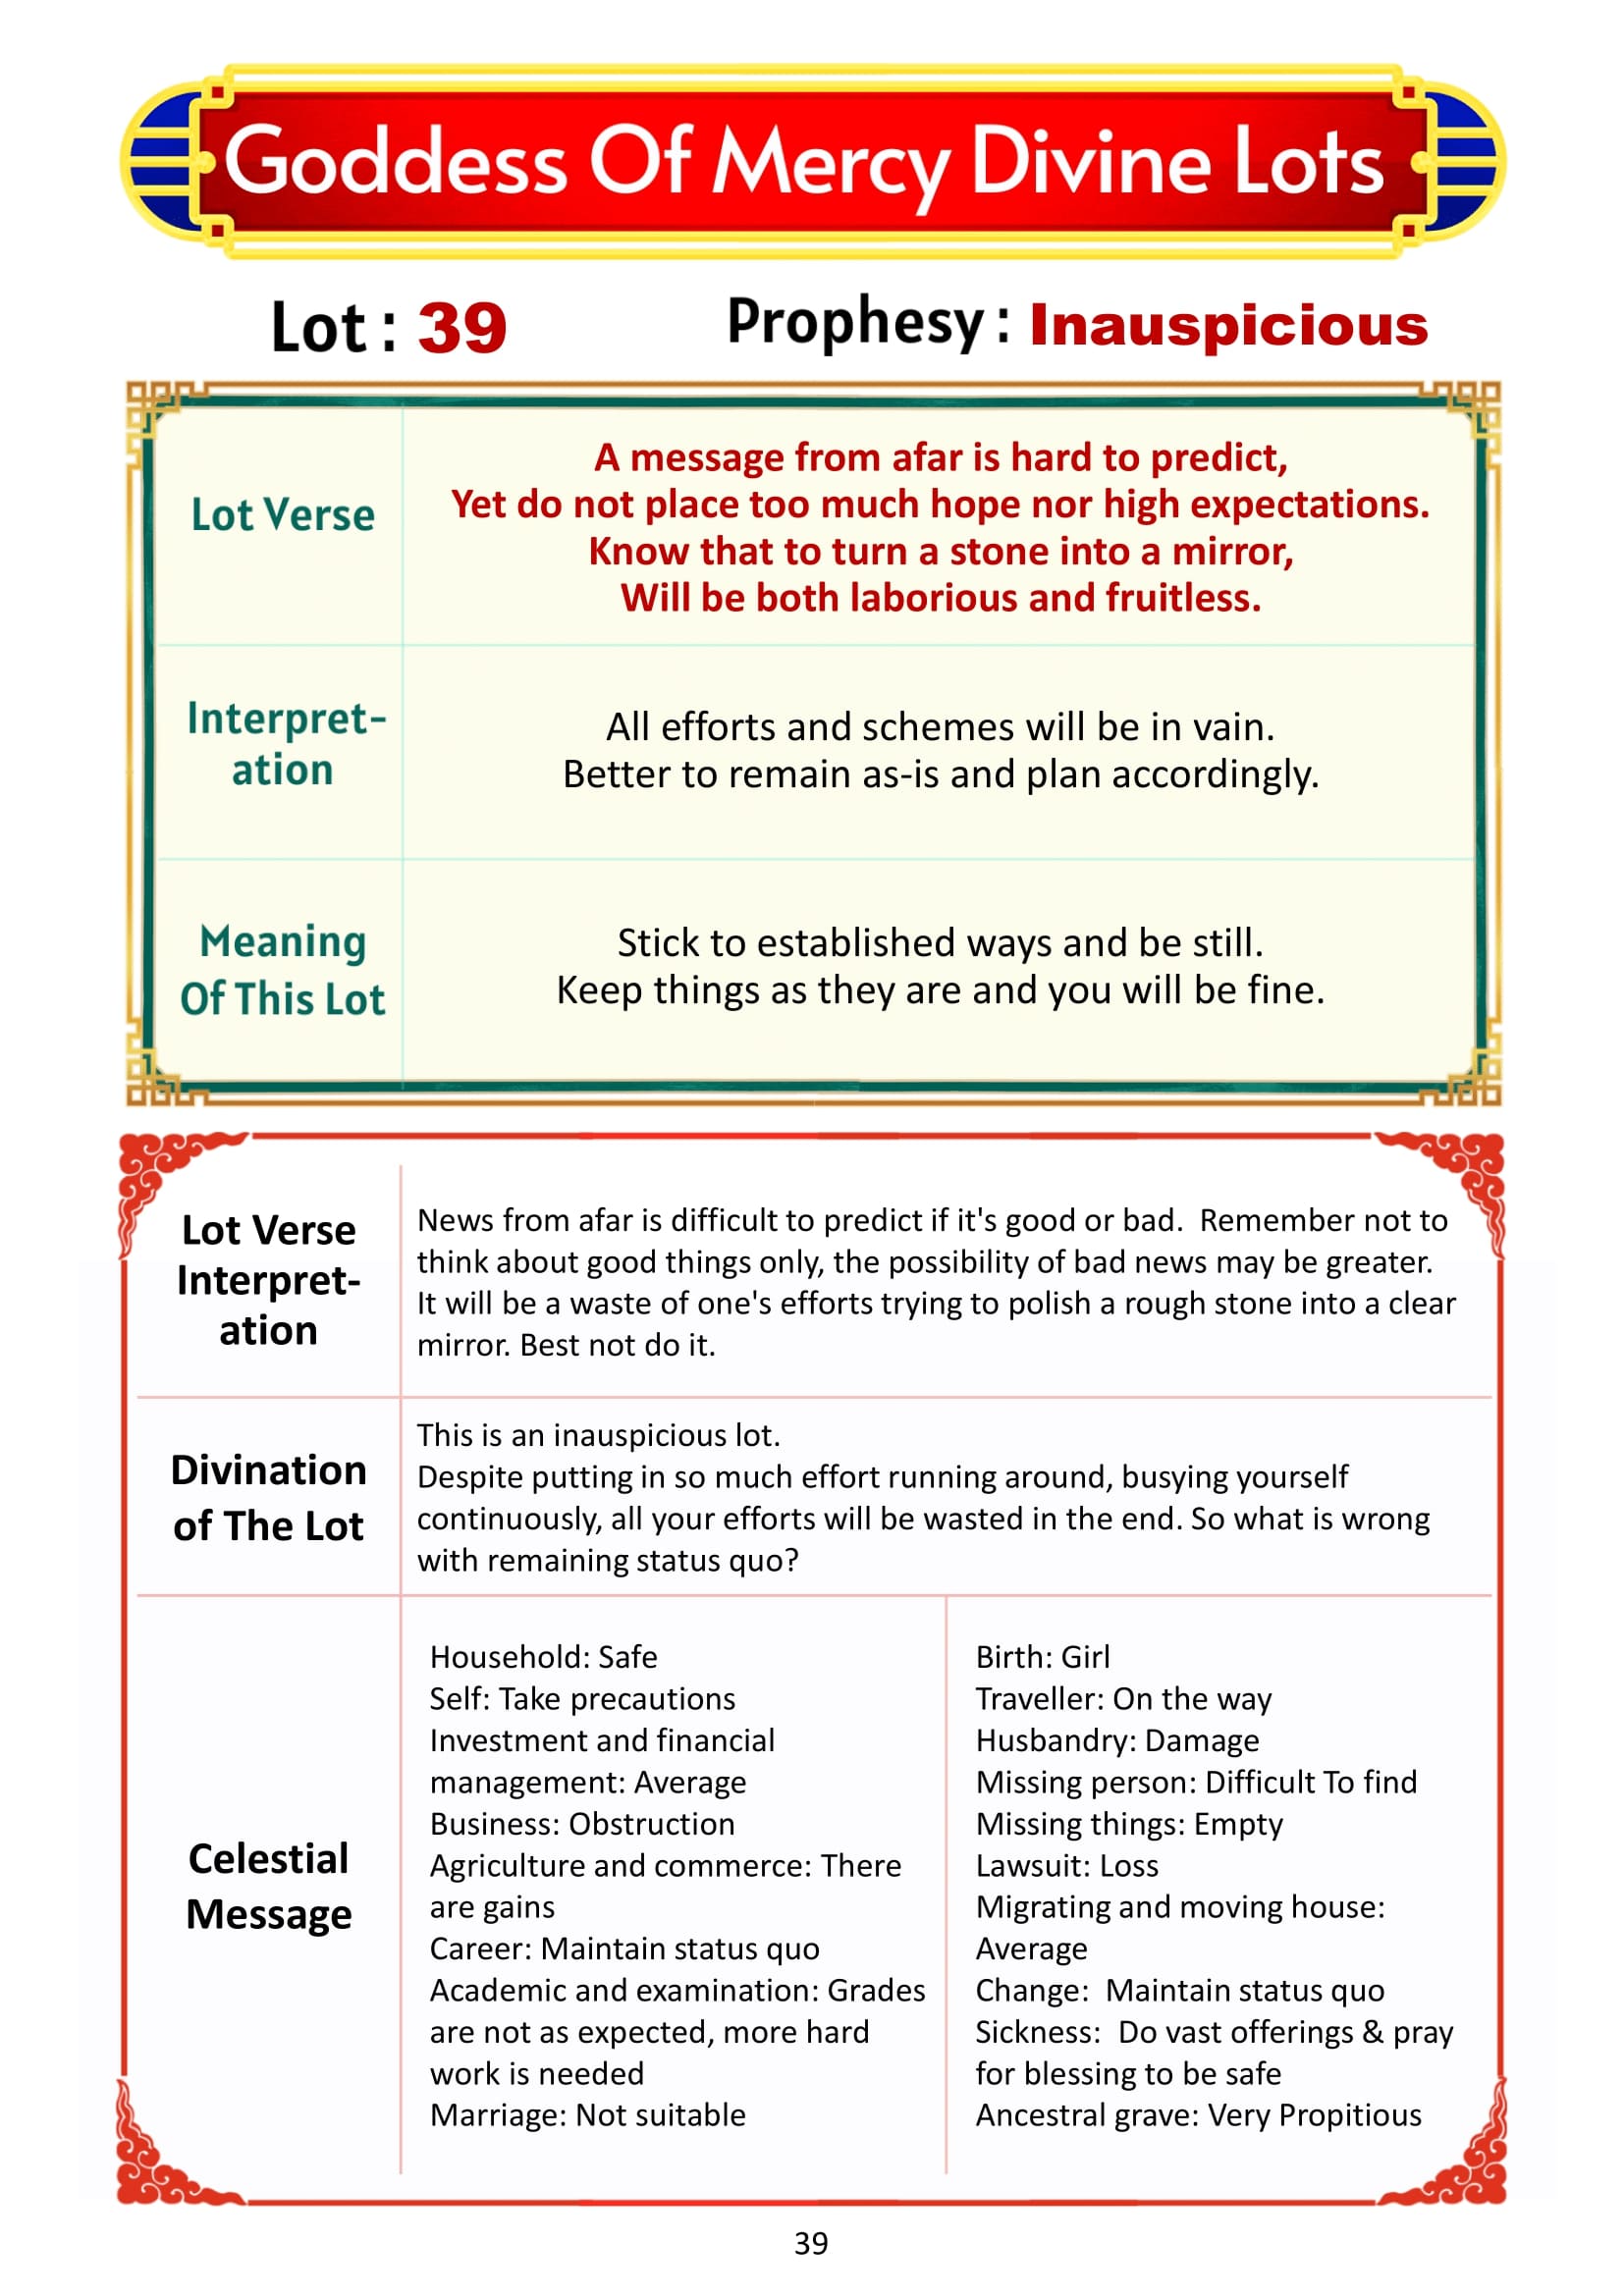 Goddess Of Mercy Divine Lots
Lot : 39
Prophesy : Inauspicious
Lot Verse
A message from afar is hard to predict,
Yet do not place too much hope nor high expectations.
Know that to turn a stone into a mirror,
Will be both laborious and fruitless.
Interpret-
ation
All efforts and schemes will be in vain.
Better to remain as-is and plan accordingly.
Meaning
Of This Lot
Stick to established ways and be still.
Keep things as they are and you will be fine.
Lot Verse
Interpret-
ation
News from afar is difficult to predict if it's good or bad.  Remember not to
think about good things only, the possibility of bad news may be greater.
It will be a waste of one's efforts trying to polish a rough stone into a clear
mirror. Best not do it.
Divination
of The Lot
This is an inauspicious lot.
Despite putting in so much effort running around, busying yourself
continuously, all your efforts will be wasted in the end. So what is wrong
with remaining status quo?
Celestial
Message
Household: Safe
Self: Take precautions
Investment and financial
management: Average
Business: Obstruction
Agriculture and commerce: There
are gains
Career: Maintain status quo
Academic and examination: Grades
are not as expected, more hard
work is needed
Marriage: Not suitable
Birth: Girl
Traveller: On the way
Husbandry: Damage
Missing person: Difficult To find
Missing things: Empty
Lawsuit: Loss
Migrating and moving house:
Average
Change:  Maintain status quo
Sickness:  Do vast offerings & pray
for blessing to be safe
Ancestral grave: Very Propitious
39